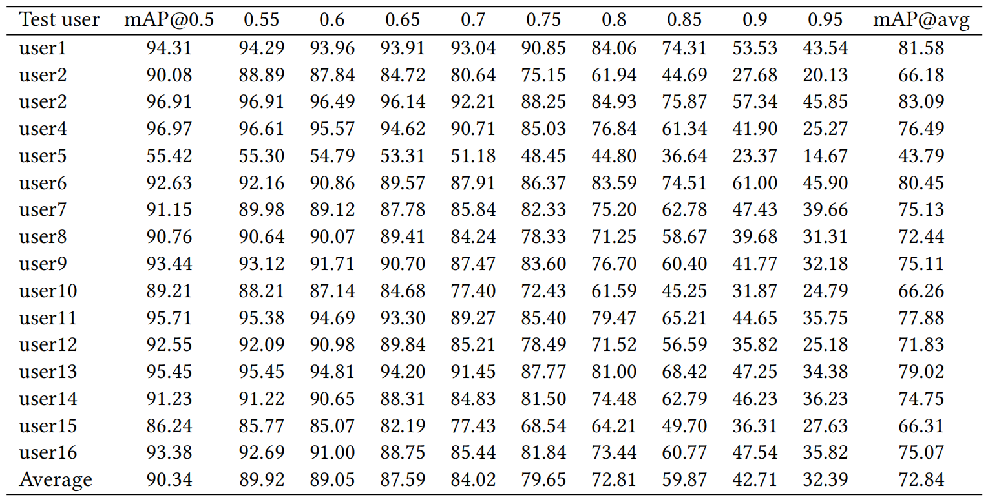 Test user mAP@0.5 0.55 0.6 0.65 0.7 0.75 0.8 0.85 0.9 0.95 mAP@avg
user1 94.31 94.29 93.96 93.91 93.04 90.85 84.06 74.31 53.53 43.54 81.58
user2 90.08 88.89 87.84 84.72 80.64 75.15 61.94 44.69 27.68 20.13 66.18
user2 96.91 96.91 96.49 96.14 92.21 88.25 84.93 75.87 57.34 45.85 83.09
user4 96.97 96.61 95.57 94.62 90.71 85.03 76.84 61.34 41.90 25.27 76.49
user5 55.42 55.30 54.79 53.31 51.18 48.45 44.80 36.64 23.37 14.67 43.79
user6 92.63 92.16 90.86 89.57 87.91 86.37 83.59 74.51 61.00 45.90 80.45
user7 91.15 89.98 89.12 87.78 85.84 82.33 75.20 62.78 47.43 39.66 75.13
user8 90.76 90.64 90.07 89.41 84.24 78.33 71.25 58.67 39.68 31.31 72.44
user9 93.44 93.12 91.71 90.70 87.47 83.60 76.70 60.40 41.77 32.18 75.11
user10 89.21 88.21 87.14 84.68 77.40 72.43 61.59 45.25 31.87 24.79 66.26
user11 95.71 95.38 94.69 93.30 89.27 85.40 79.47 65.21 44.65 35.75 77.88
user12 92.55 92.09 90.98 89.84 85.21 78.49 71.52 56.59 35.82 25.18 71.83
user13 95.45 95.45 94.81 94.20 91.45 87.77 81.00 68.42 47.25 34.38 79.02
user14 91.23 91.22 90.65 88.31 84.83 81.50 74.48 62.79 46.23 36.23 74.75
user15 86.24 85.77 85.07 82.19 77.43 68.54 64.21 49.70 36.31 27.63 66.31
user16 93.38 92.69 91.00 88.75 85.44 81.84 73.44 60.77 47.54 35.82 75.07
Average 90.34 89.92 89.05 87.59 84.02 79.65 72.81 59.87 42.71 32.39 72.84